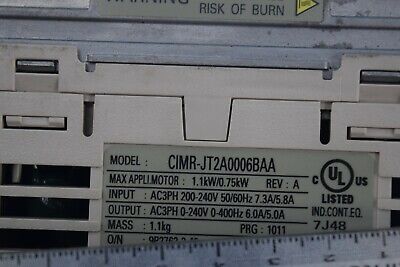 WARNING
RISK OF BURN
MODEL : CIMR-JT2A0006BAA
MAX APPLI.MOTOR : 1.1kW/0.75kW REV : A
INPUT : AC3PH 200-240V 50/60Hz 7.3A/5.8A
OUTPUT : AC3PH 0-240V 0-400Hz 6.0A/5.0A
MASS : 1.1kg PRG : 1011
O/N
c UL us
LISTED
IND.CONT.EQ.
7J48